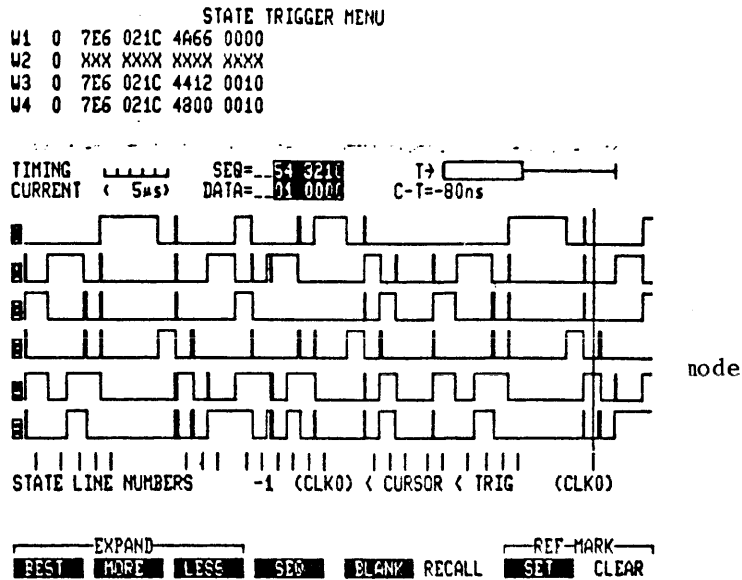 STATE TRIGGER MENU
W1 0 7E6 021C 4A66 0000
W2 0 XXX XXXX XXXX XXXX
W3 0 7E6 021C 4412 0010
W4 0 7E6 021C 4800 0010
TIMING SEQ=__54 3210 T→
CURRENT < 5µs> DATA=__01 0000 C-T=-80ns
mode
STATE LINE NUMBERS -1 (CLK0) < CURSOR < TRIG (CLK0)
EXPAND REF-MARK
BEST MORE LESS SEQ BLANK RECALL SET CLEAR